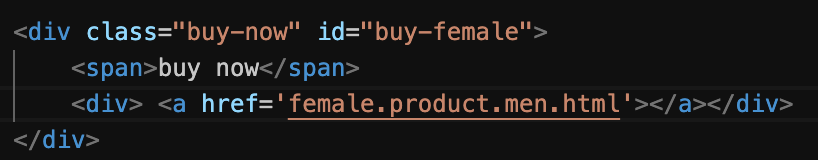 <div class="buy-now" id="buy-female">
    <span>buy now</span>
    <div> <a href='female.product.men.html'></a></div>
</div>